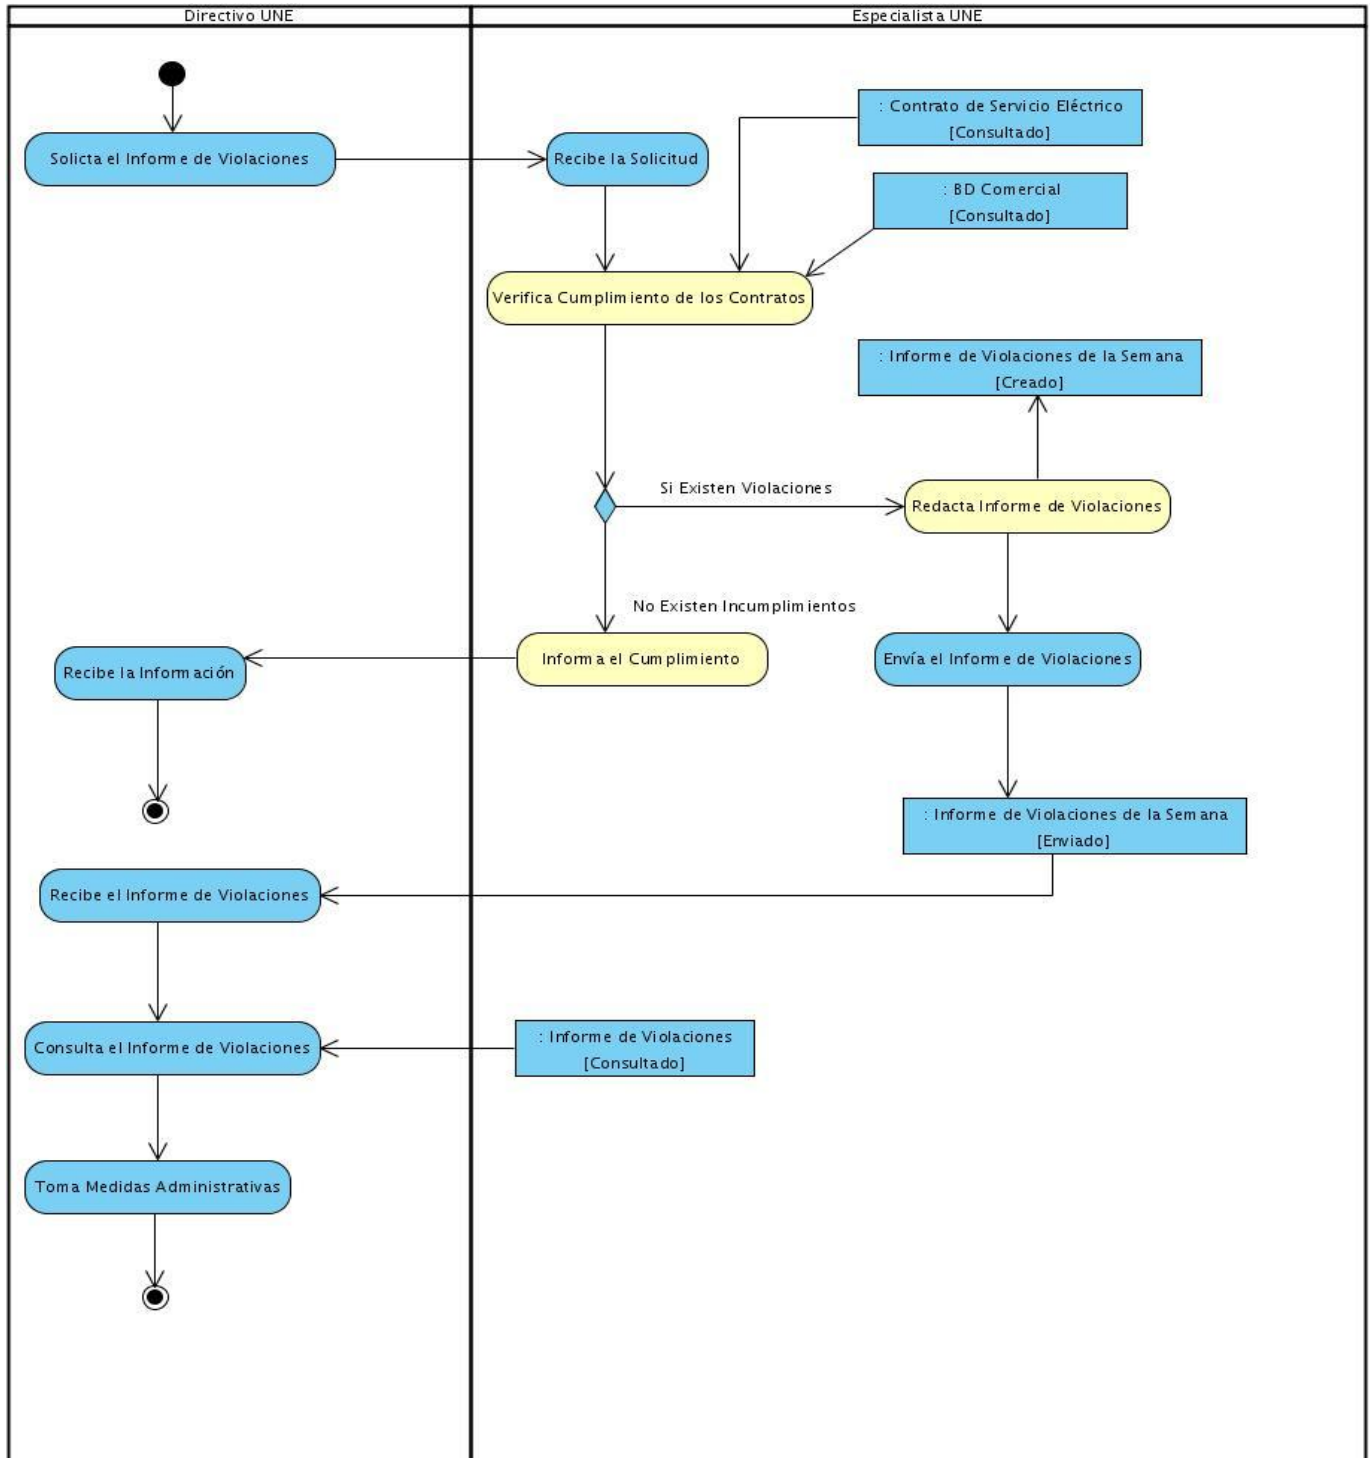 Directivo UNE
Especialista UNE
: Contrato de Servicio Eléctrico
[Consultado]
Solicta el Informe de Violaciones
Recibe la Solicitud
: BD Comercial
[Consultado]
Verifica Cumplimiento de los Contratos
: Informe de Violaciones de la Semana
[Creado]
Si Existen Violaciones
Redacta Informe de Violaciones
No Existen Incumplimientos
Recibe la Información
Informa el Cumplimiento
Envía el Informe de Violaciones
: Informe de Violaciones de la Semana
[Enviado]
Recibe el Informe de Violaciones
Consulta el Informe de Violaciones
: Informe de Violaciones
[Consultado]
Toma Medidas Administrativas